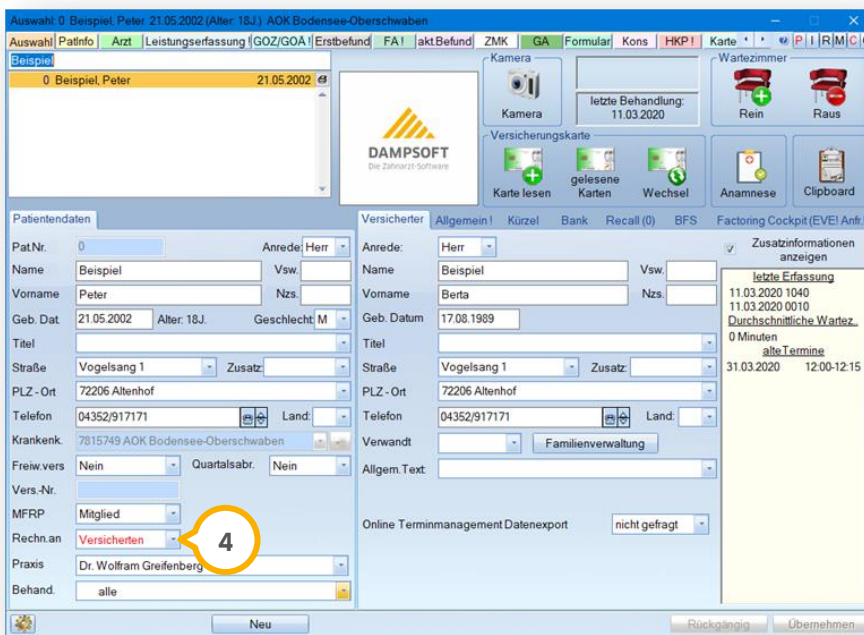 Auswahl: 0 Beispiel, Peter 21.05.2002 (Alter: 18J.) AOK Bodensee-Oberschwaben
Auswahl PatInfo Arzt Leistungserfassung ! GOZ/GOÄ! Erstbefund FA! akt.Befund ZMK GA Formular Kons HKP! Karte P I R M C
Beispiel
0 Beispiel, Peter 21.05.2002
DAMPSOFT
Die Zahnarzt-Software
Kamera
Kamera
letzte Behandlung:
11.03.2020
Wartezimmer
Rein Raus
Versicherungskarte
Karte lesen gelesene Karten Wechsel
Anamnese Clipboard
Patientendaten
Pat.Nr. 0 Anrede: Herr
Name Beispiel Vsw.
Vorname Peter Nzs.
Geb. Dat. 21.05.2002 Alter: 18J. Geschlecht: M
Titel
Straße Vogelsang 1 Zusatz:
PLZ - Ort 72206 Altenhof
Telefon 04352/917171 Land:
Krankenk. 7815749 AOK Bodensee-Oberschwaben
Freiw.vers Nein Quartalsabr. Nein
Vers.-Nr.
MFRP Mitglied
Rechn.an Versicherten
4
Praxis Dr. Wolfram Greifenberg
Behand. alle
Versicherter Allgemein ! Kürzel Bank Recall (0) BFS Factoring Cockpit (EVE! Anfr.
Anrede: Herr
Name Beispiel Vsw.
Vorname Berta Nzs.
Geb. Datum 17.08.1989
Titel
Straße Vogelsang 1 Zusatz:
PLZ - Ort 72206 Altenhof
Telefon 04352/917171 Land:
Verwandt Familienverwaltung
Allgem.Text:
Online Terminmanagement Datenexport nicht gefragt
Zusatzinformationen
anzeigen
letzte Erfassung
11.03.2020 1040
11.03.2020 0010
Durchschnittliche Wartez..
0 Minuten
alte Termine
31.03.2020 12:00-12:15
Neu Rückgängig Übernehmen